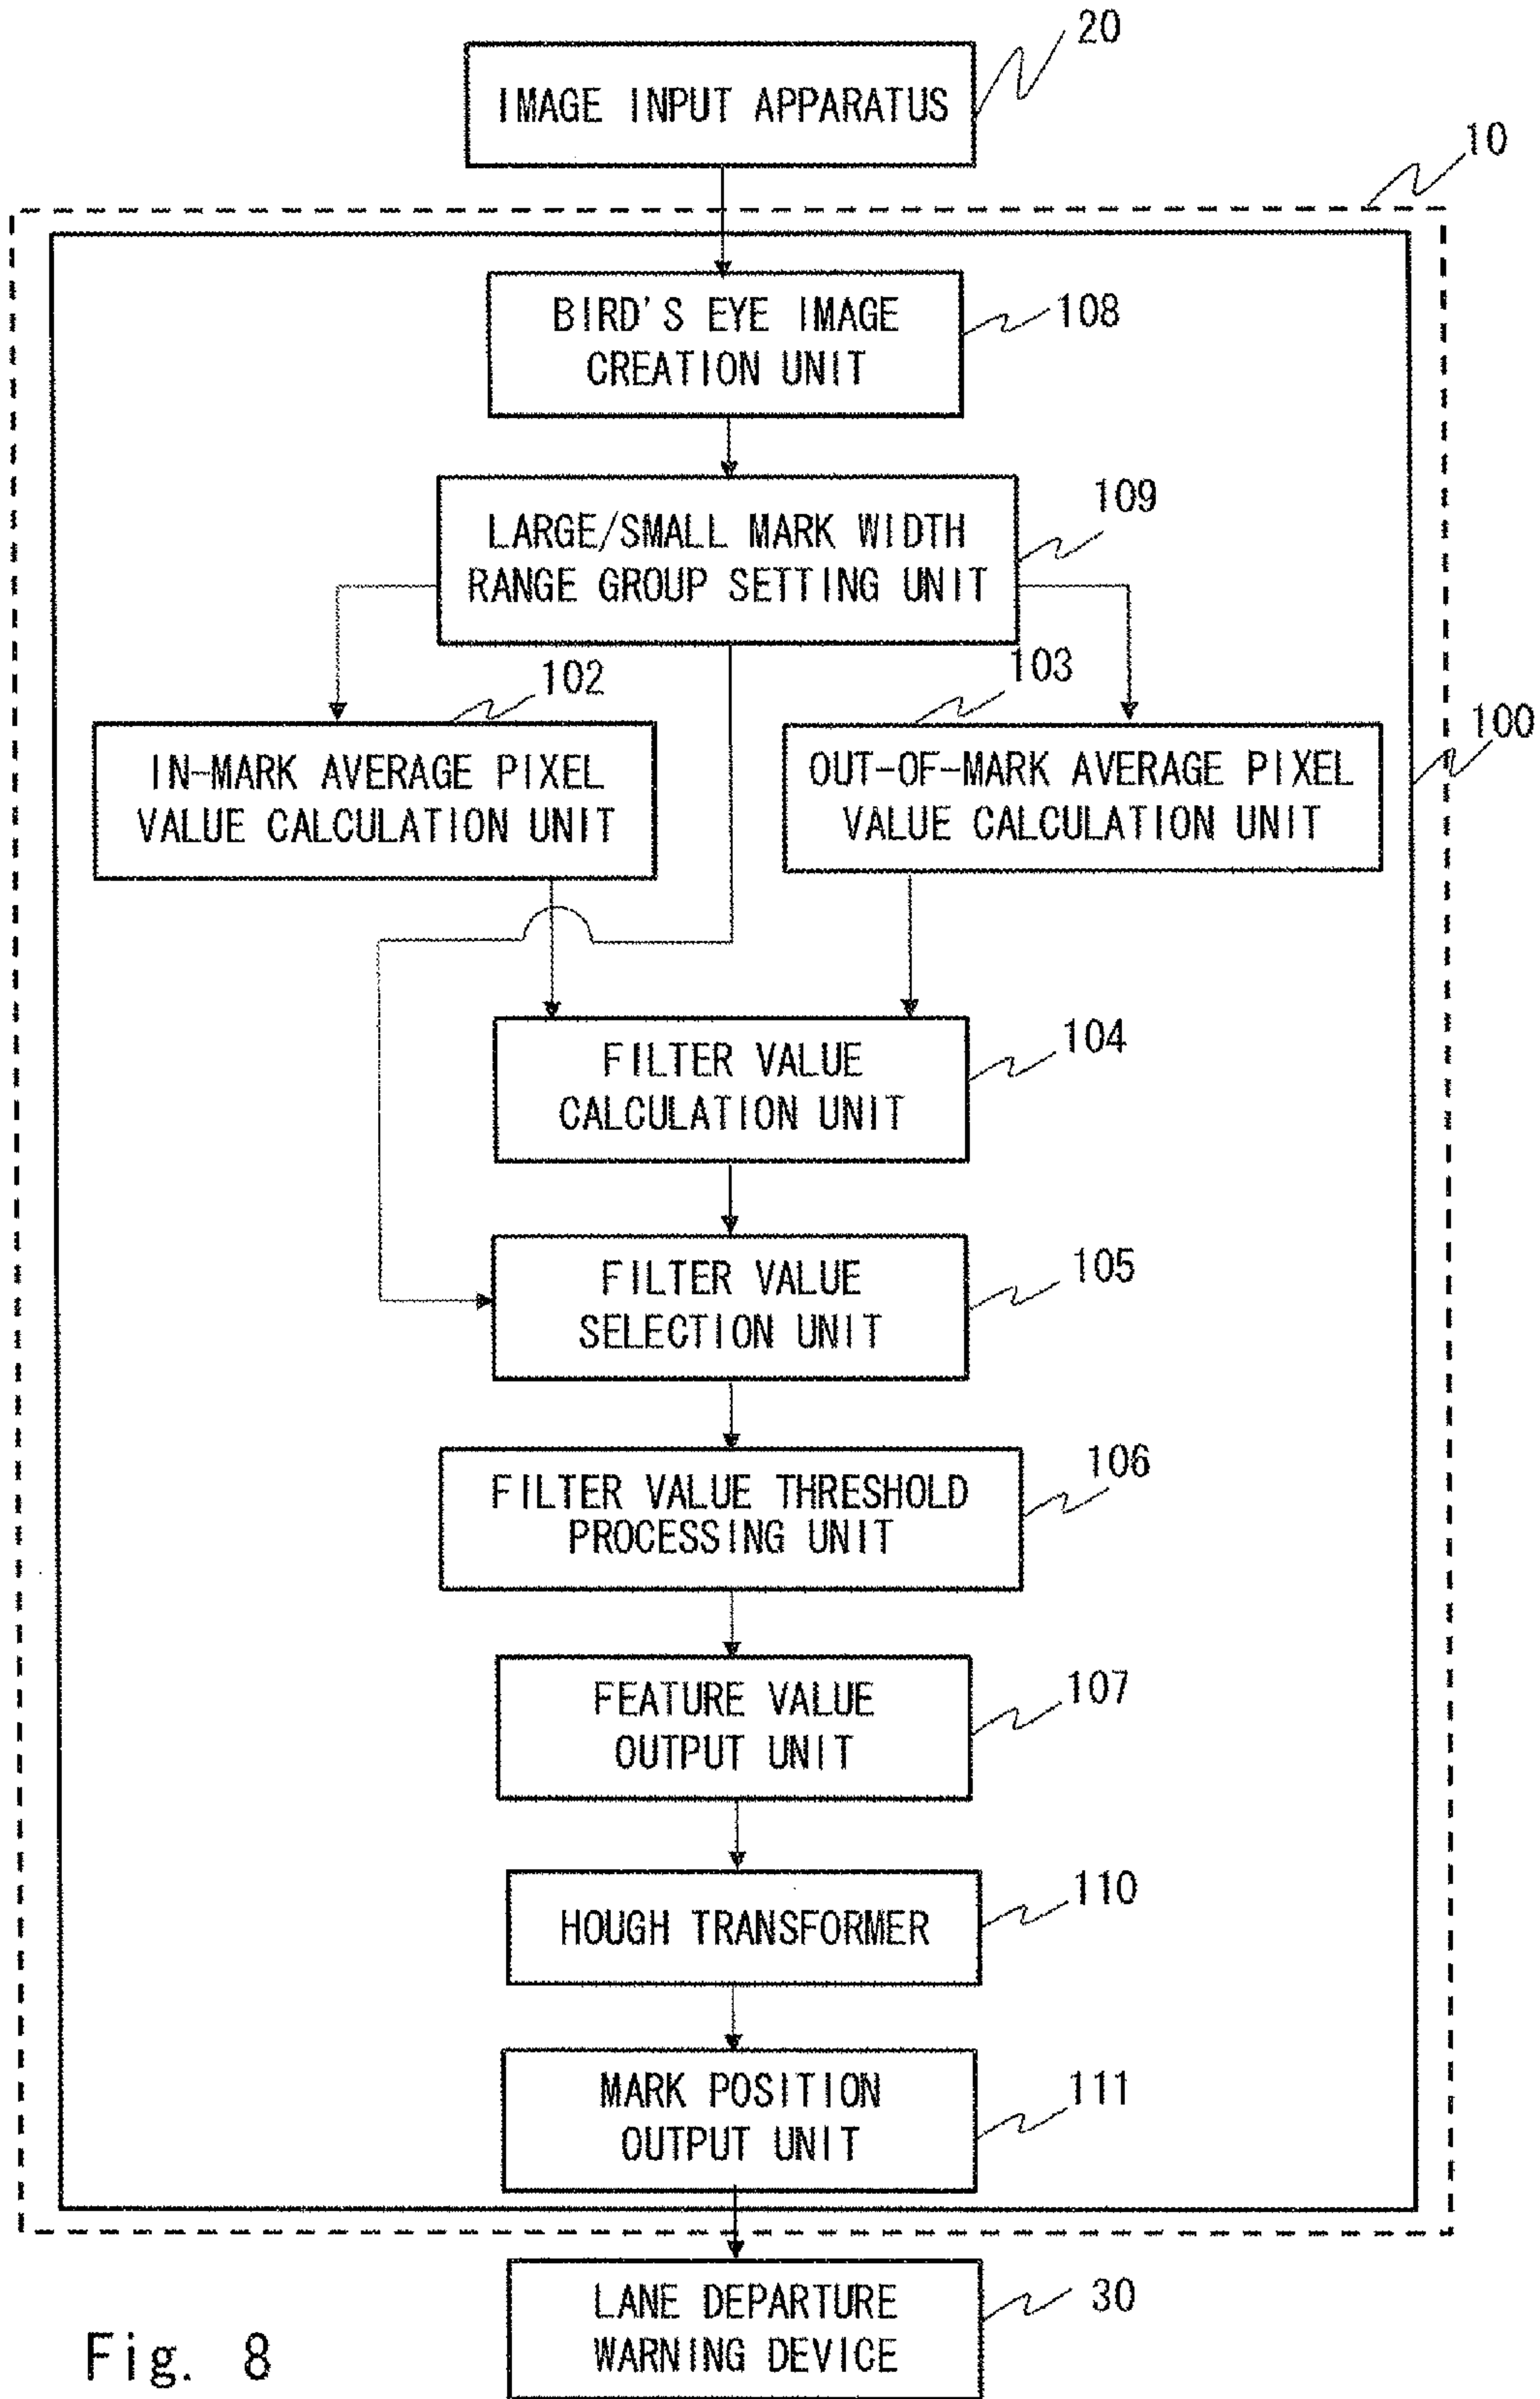 20
IMAGE INPUT APPARATUS
10
BIRD'S EYE IMAGE
CREATION UNIT
108
109
LARGE/SMALL MARK WIDTH
RANGE GROUP SETTING UNIT
102
103
100
IN-MARK AVERAGE PIXEL
VALUE CALCULATION UNIT
OUT-OF-MARK AVERAGE PIXEL
VALUE CALCULATION UNIT
104
FILTER VALUE
CALCULATION UNIT
105
FILTER VALUE
SELECTION UNIT
106
FILTER VALUE THRESHOLD
PROCESSING UNIT
107
FEATURE VALUE
OUTPUT UNIT
110
HOUGH TRANSFORMER
111
MARK POSITION
OUTPUT UNIT
30
LANE DEPARTURE
WARNING DEVICE
Fig. 8